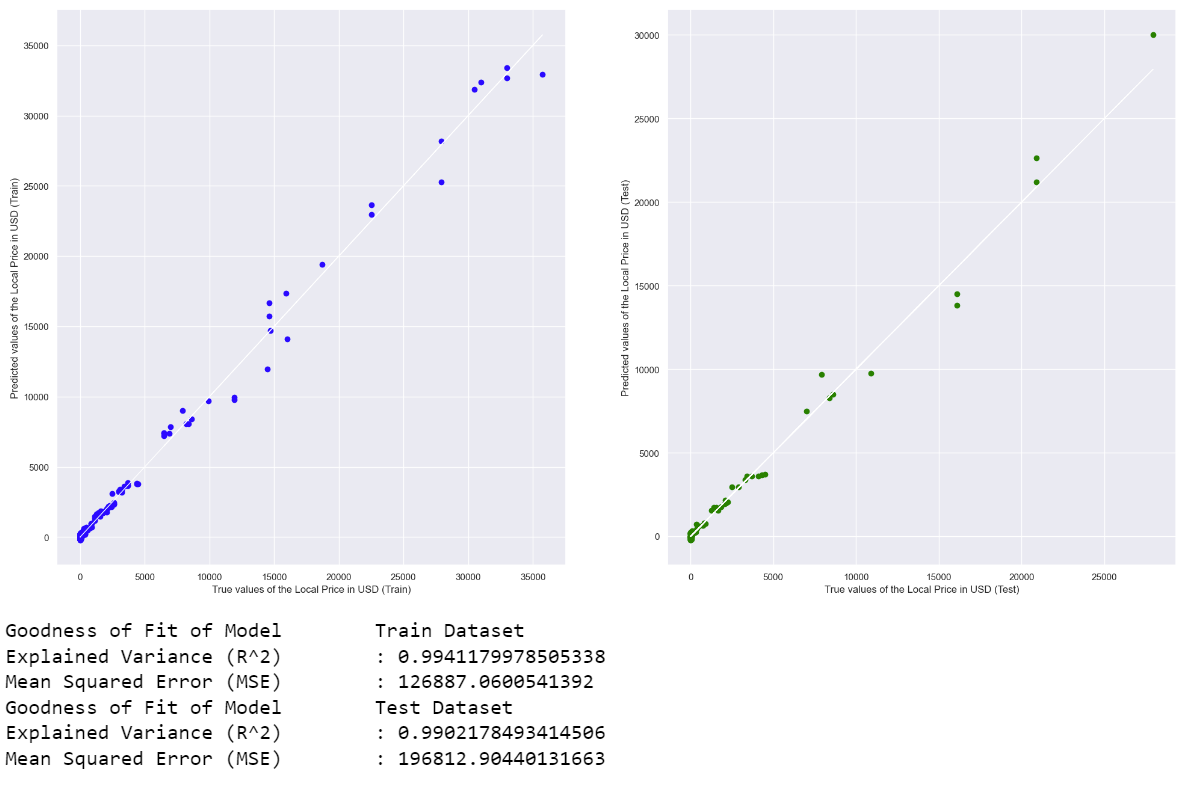 35000
30000
25000
20000
15000
10000
5000
0
0 5000 10000 15000 20000 25000 30000 35000
Predicted values of the Local Price in USD (Train)
True values of the Local Price in USD (Train)
30000
25000
20000
15000
10000
5000
0
0 5000 10000 15000 20000 25000
Predicted values of the Local Price in USD (Test)
True values of the Local Price in USD (Test)
Goodness of Fit of Model Train Dataset
Explained Variance (R^2) : 0.9941179978505338
Mean Squared Error (MSE) : 126887.0600541392
Goodness of Fit of Model Test Dataset
Explained Variance (R^2) : 0.9902178493414506
Mean Squared Error (MSE) : 196812.90440131663